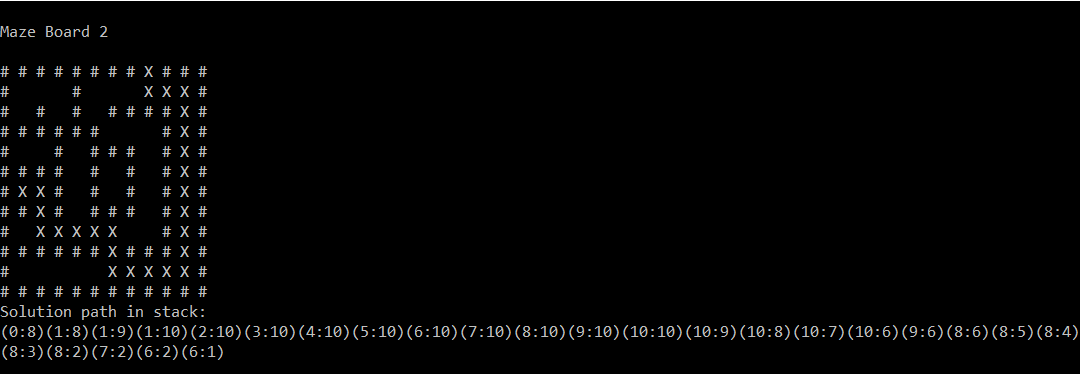 Maze Board 2
# # # # # # # # X # # #
#       #       X X X #
#   #   #   # # # # X #
# # # # # #       # X #
#     #   # # #   # X #
# # # #   #   #   # X #
# X X #   #   #   # X #
# # X #   # # #   # X #
#   X X X X X     # X #
# # # # # # X # # # X #
#           X X X X X #
# # # # # # # # # # # #
Solution path in stack:
(0:8)(1:8)(1:9)(1:10)(2:10)(3:10)(4:10)(5:10)(6:10)(7:10)(8:10)(9:10)(10:10)(10:9)(10:8)(10:7)(10:6)(9:6)(8:6)(8:5)(8:4)
(8:3)(8:2)(7:2)(6:2)(6:1)